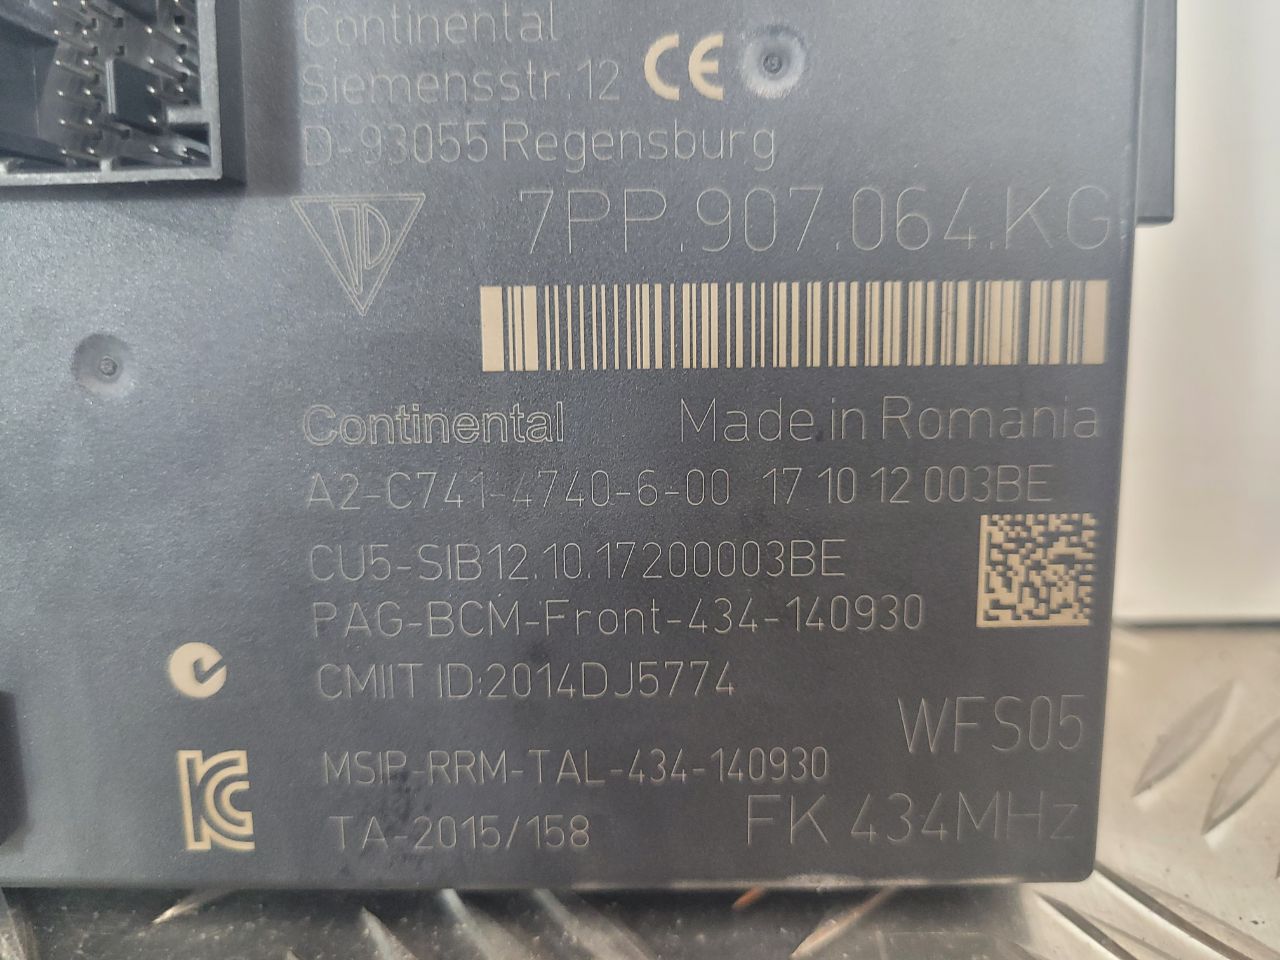 Continental
Siemensstr. 12 CE
D-93055 Regensburg
7PP.907.064.KG
Continental Made in Romania
A2-C741-4740-6-00 17 10 12 003BE
CU5-SIB12.10.17200003BE
PAG-BCM-Front-434-140930
CMIIT ID:2014DJ5774
WFS05
MSIP-RRM-TAL-434-140930
FK 434MHz
TA-2015/158